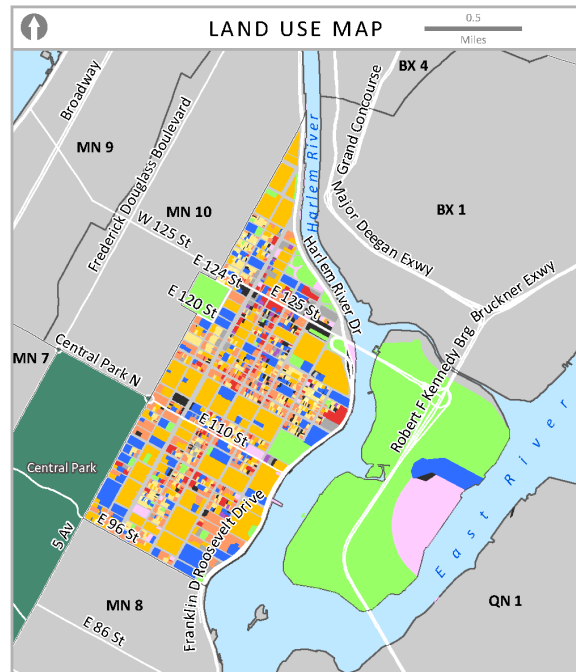 LAND USE MAP
0.5
Miles
BX 4
Broadway
Grand Concourse
Frederick Douglass Boulevard
Harlem River
MN 9
MN 10
BX 1
Major Deegan Exwy
W 125 St
Harlem River Dr
E 124 St
E 125 St
Bruckner Exwy
E 120 St
Robert F Kennedy Brg
MN 7
Central Park N
E 110 St
Central Park
East River
5 Av
E 96 St
Franklin D Roosevelt Drive
MN 8
QN 1
E 86 St